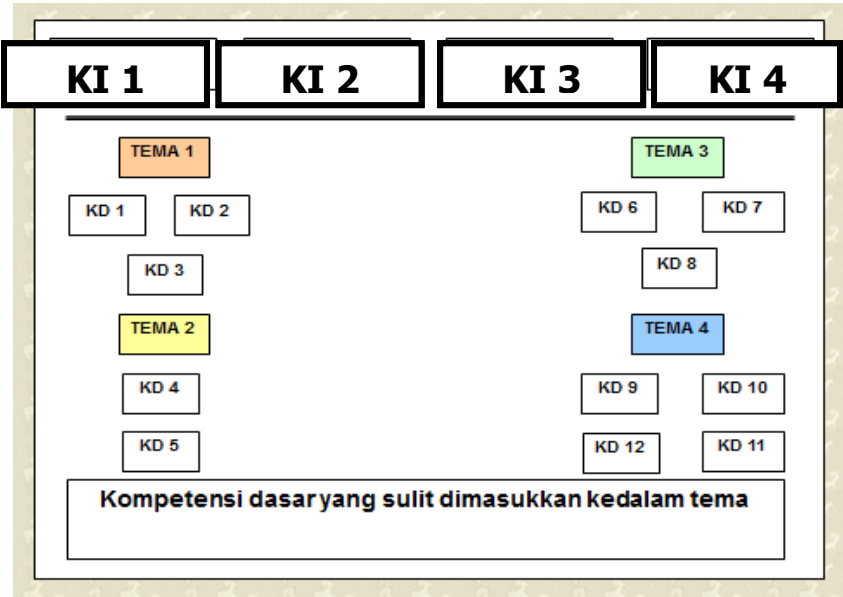 KI 1 KI 2 KI 3 KI 4
TEMA 1 TEMA 3
KD 1 KD 2 KD 6 KD 7
KD 3 KD 8
TEMA 2 TEMA 4
KD 4 KD 9 KD 10
KD 5 KD 12 KD 11
Kompetensi dasar yang sulit dimasukkan kedalam tema